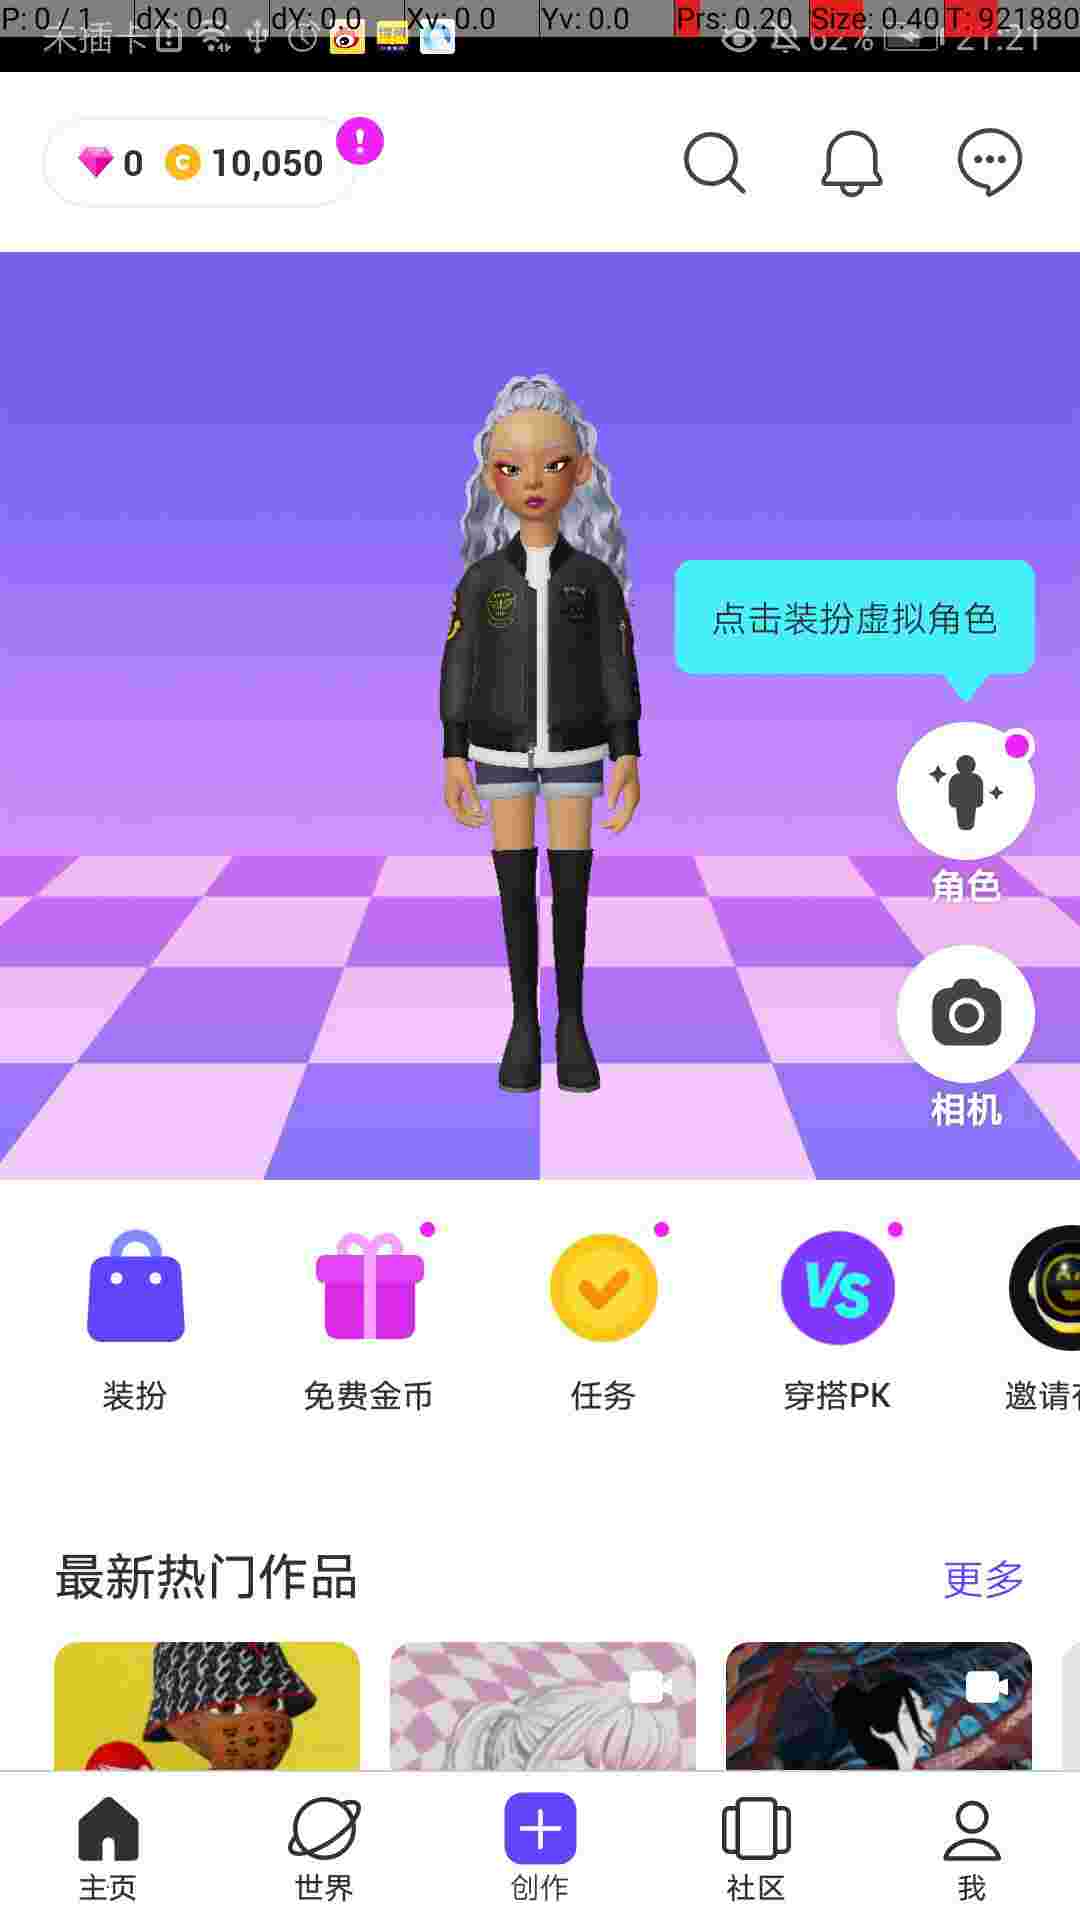 P: 0 / 1 dX: 0.0 dY: 0.0 Xv: 0.0 Yv: 0.0 Prs: 0.20 Size: 0.40 T: 921880
未插卡 62% 21:21
0 10,050
点击装扮虚拟角色
角色
相机
VS
装扮 免费金币 任务 穿搭PK 邀请
最新热门作品 更多
主页 世界 创作 社区 我